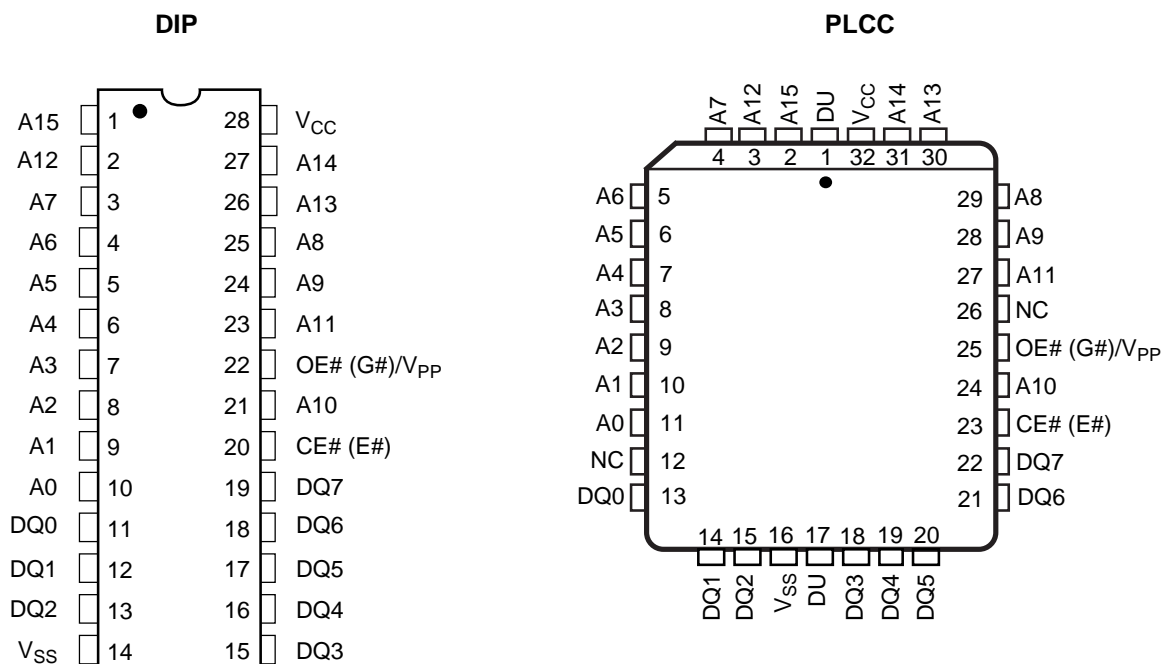 DIP
A15 1 28 VCC
A12 2 27 A14
A7 3 26 A13
A6 4 25 A8
A5 5 24 A9
A4 6 23 A11
A3 7 22 OE# (G#)/VPP
A2 8 21 A10
A1 9 20 CE# (E#)
A0 10 19 DQ7
DQ0 11 18 DQ6
DQ1 12 17 DQ5
DQ2 13 16 DQ4
VSS 14 15 DQ3
PLCC
A7 A12 A15 DU VCC A14 A13
4 3 2 1 32 31 30
A6 5 29 A8
A5 6 28 A9
A4 7 27 A11
A3 8 26 NC
A2 9 25 OE# (G#)/VPP
A1 10 24 A10
A0 11 23 CE# (E#)
NC 12 22 DQ7
DQ0 13 21 DQ6
14 15 16 17 18 19 20
DQ1 DQ2 VSS DU DQ3 DQ4 DQ5